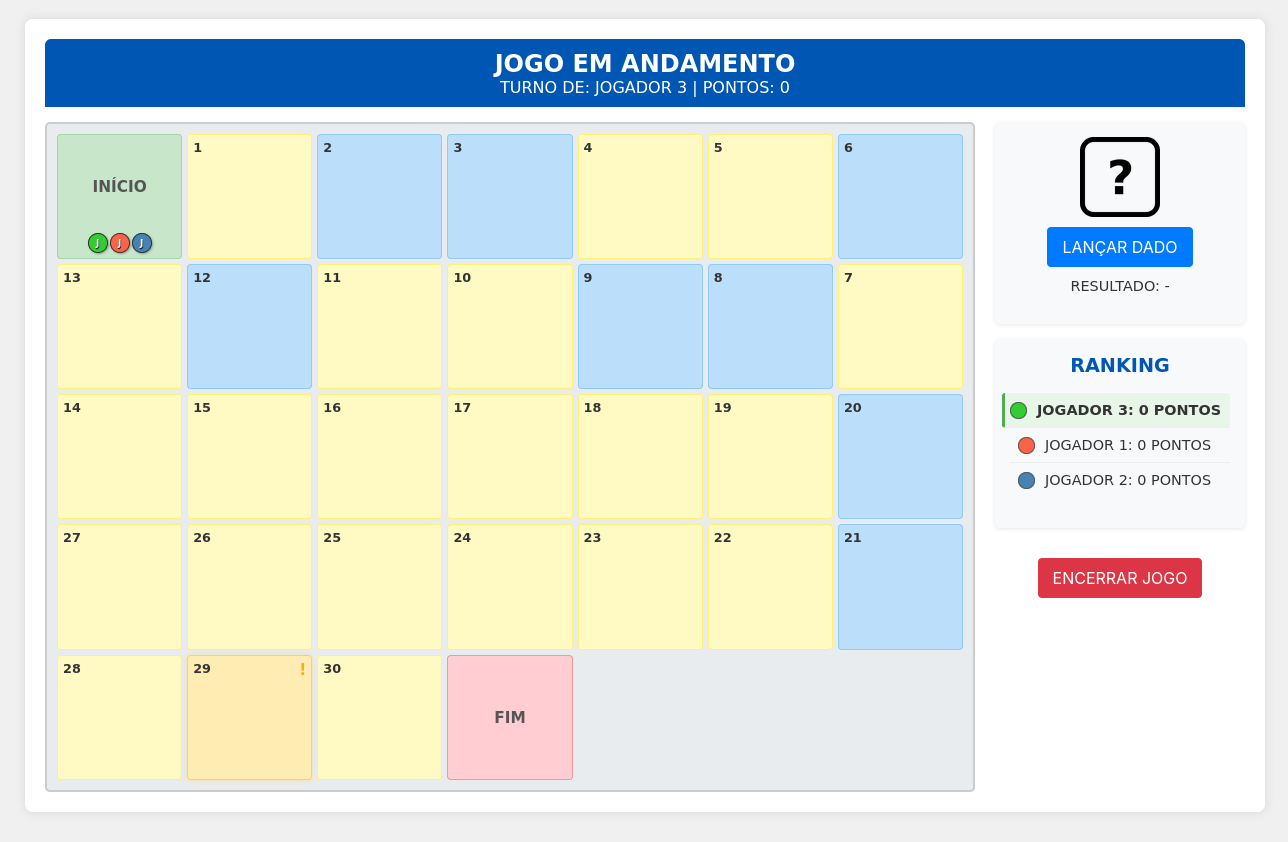 JOGO EM ANDAMENTO
TURNO DE: JOGADOR 3 | PONTOS: 0
INÍCIO
J J J
1
2
3
4
5
6
13
12
11
10
9
8
7
14
15
16
17
18
19
20
27
26
25
24
23
22
21
28
29 !
30
FIM
?
LANÇAR DADO
RESULTADO: -
RANKING
JOGADOR 3: 0 PONTOS
JOGADOR 1: 0 PONTOS
JOGADOR 2: 0 PONTOS
ENCERRAR JOGO